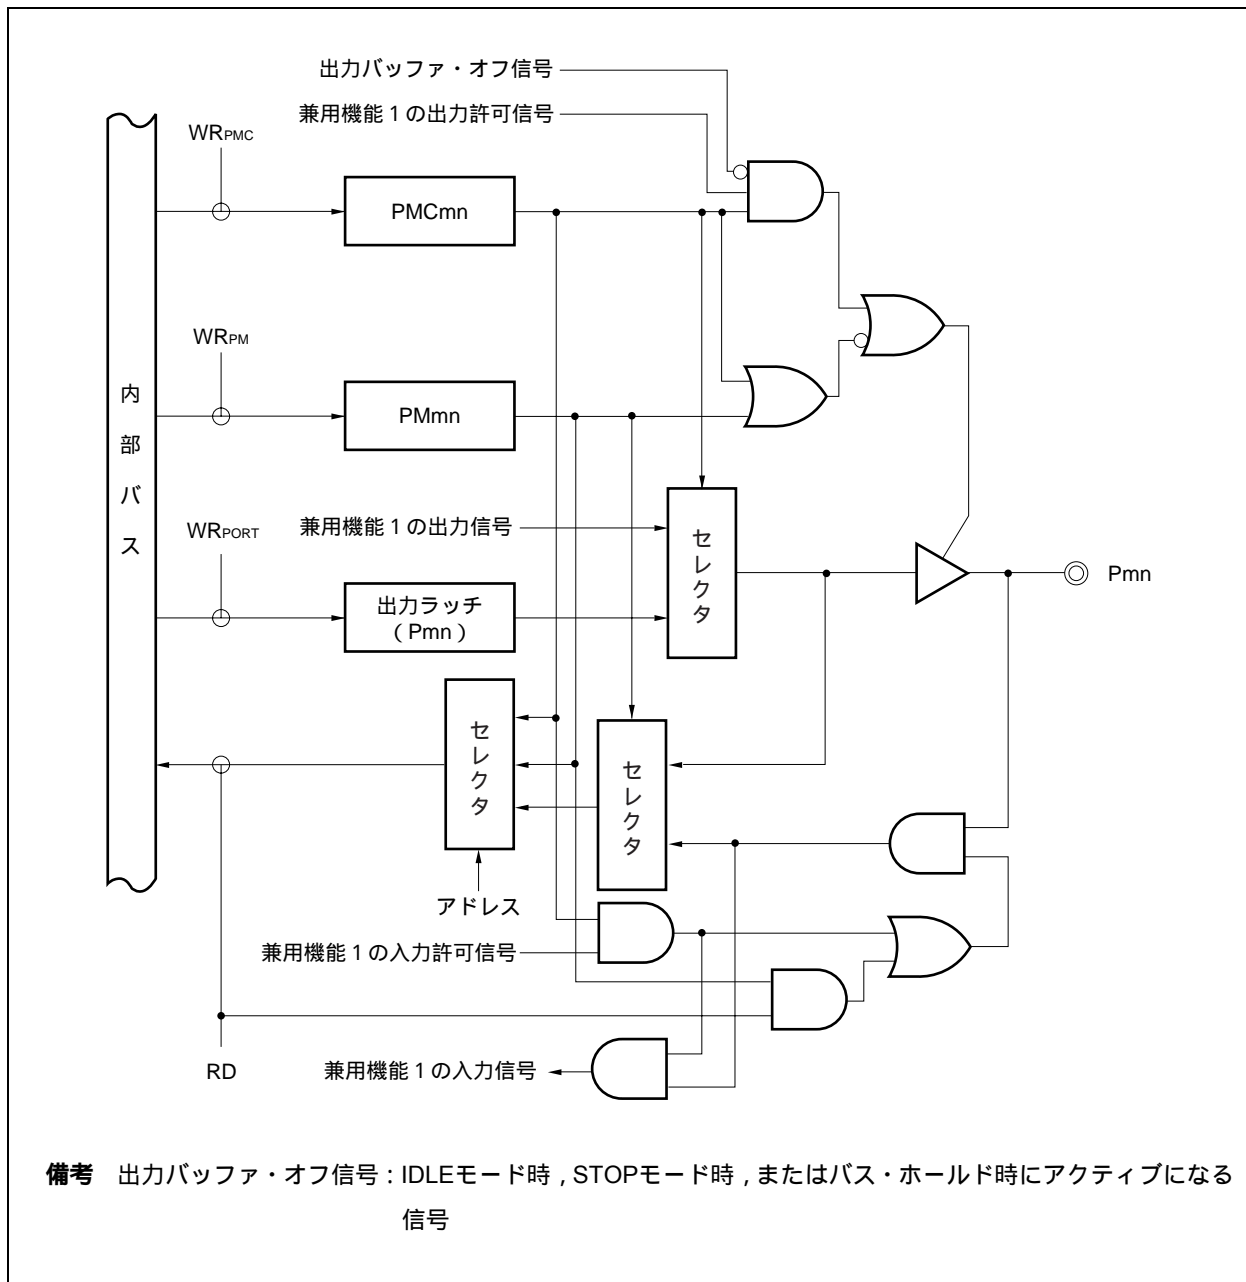 出力バッファ・オフ信号
兼用機能1の出力許可信号
WRPMC
PMCmn
WRPM
PMmn
内部バス
兼用機能1の出力信号
セレクタ
WRPORT
Pmn
出力ラッチ
(Pmn)
セレクタ
セレクタ
アドレス
兼用機能1の入力許可信号
RD
兼用機能1の入力信号
備考 出力バッファ・オフ信号:IDLEモード時,STOPモード時,またはバス・ホールド時にアクティブになる
信号